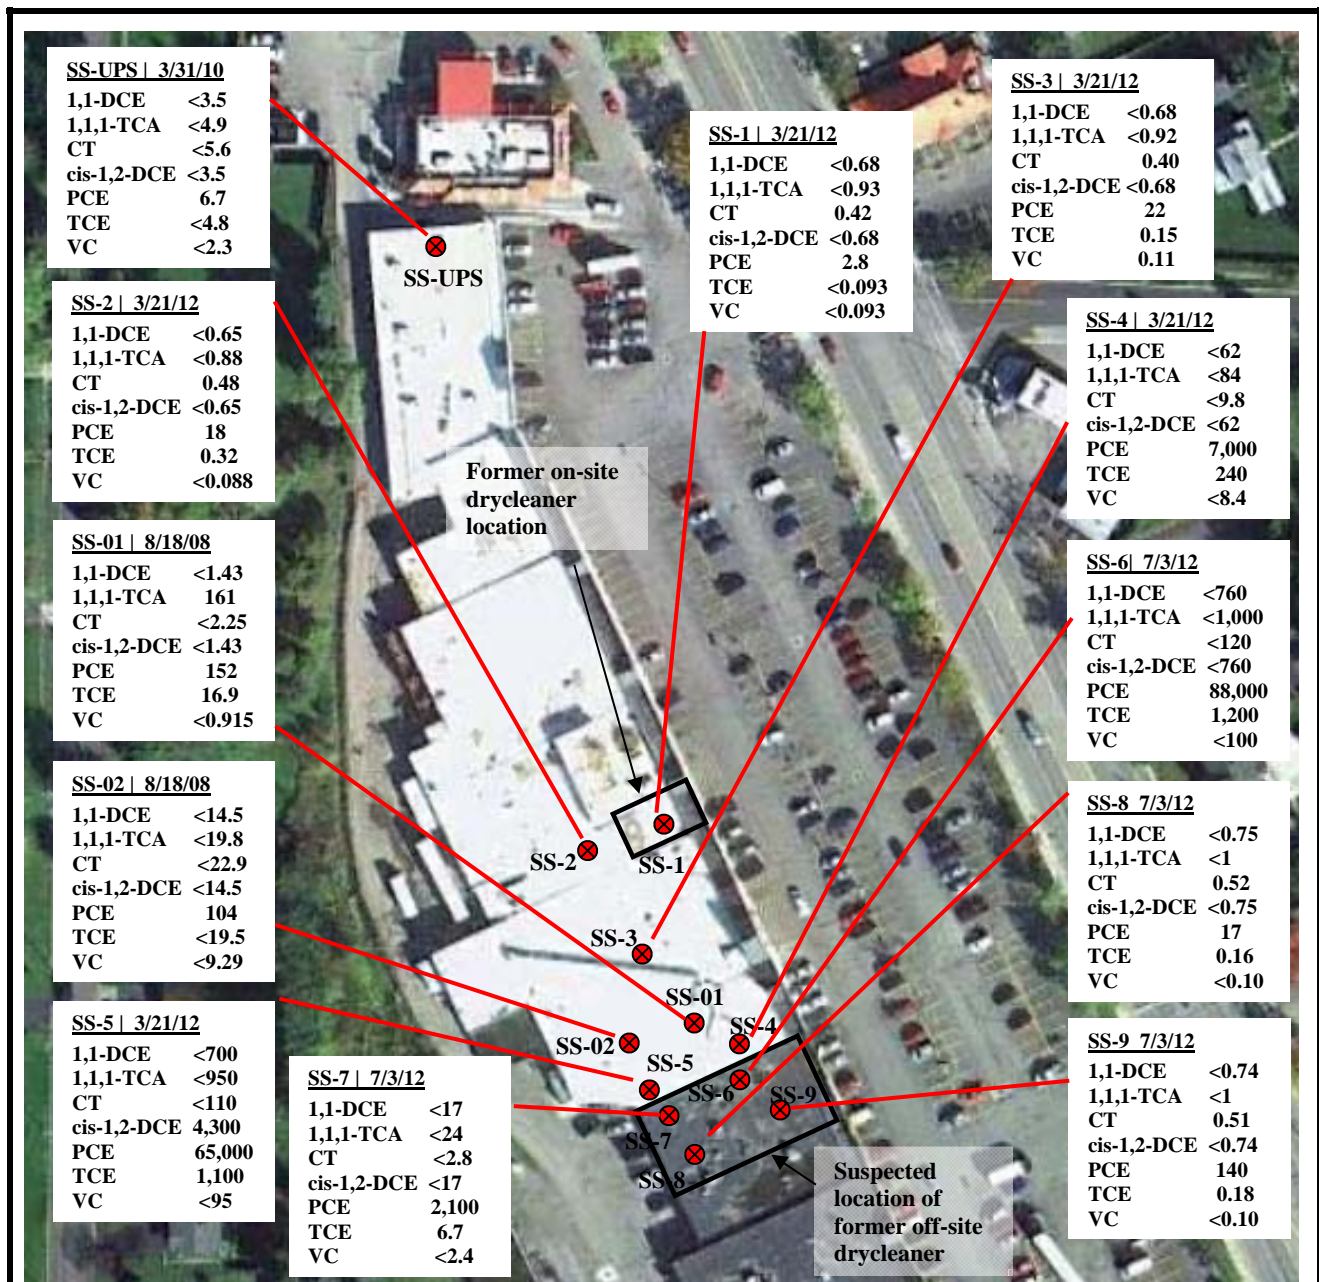 SS-UPS | 3/31/10
1,1-DCE <3.5
1,1,1-TCA <4.9
CT <5.6
cis-1,2-DCE <3.5
PCE 6.7
TCE <4.8
VC <2.3
SS-2 | 3/21/12
1,1-DCE <0.65
1,1,1-TCA <0.88
CT 0.48
cis-1,2-DCE <0.65
PCE 18
TCE 0.32
VC <0.088
SS-01 | 8/18/08
1,1-DCE <1.43
1,1,1-TCA 161
CT <2.25
cis-1,2-DCE <1.43
PCE 152
TCE 16.9
VC <0.915
SS-02 | 8/18/08
1,1-DCE <14.5
1,1,1-TCA <19.8
CT <22.9
cis-1,2-DCE <14.5
PCE 104
TCE <19.5
VC <9.29
SS-5 | 3/21/12
1,1-DCE <700
1,1,1-TCA <950
CT <110
cis-1,2-DCE 4,300
PCE 65,000
TCE 1,100
VC <95
SS-7 | 7/3/12
1,1-DCE <17
1,1,1-TCA <24
CT <2.8
cis-1,2-DCE <17
PCE 2,100
TCE 6.7
VC <2.4
SS-1 | 3/21/12
1,1-DCE <0.68
1,1,1-TCA <0.93
CT 0.42
cis-1,2-DCE <0.68
PCE 2.8
TCE <0.093
VC <0.093
SS-3 | 3/21/12
1,1-DCE <0.68
1,1,1-TCA <0.92
CT 0.40
cis-1,2-DCE <0.68
PCE 22
TCE 0.15
VC 0.11
SS-4 | 3/21/12
1,1-DCE <62
1,1,1-TCA <84
CT <9.8
cis-1,2-DCE <62
PCE 7,000
TCE 240
VC <8.4
SS-6| 7/3/12
1,1-DCE <760
1,1,1-TCA <1,000
CT <120
cis-1,2-DCE <760
PCE 88,000
TCE 1,200
VC <100
SS-8 7/3/12
1,1-DCE <0.75
1,1,1-TCA <1
CT 0.52
cis-1,2-DCE <0.75
PCE 17
TCE 0.16
VC <0.10
SS-9 7/3/12
1,1-DCE <0.74
1,1,1-TCA <1
CT 0.51
cis-1,2-DCE <0.74
PCE 140
TCE 0.18
VC <0.10
SS-UPS
Former on-site
drycleaner
location
SS-2
SS-1
SS-3
SS-01
SS-02
SS-4
SS-5
SS-6
SS-9
SS-7
SS-8
Suspected
location of
former off-site
drycleaner